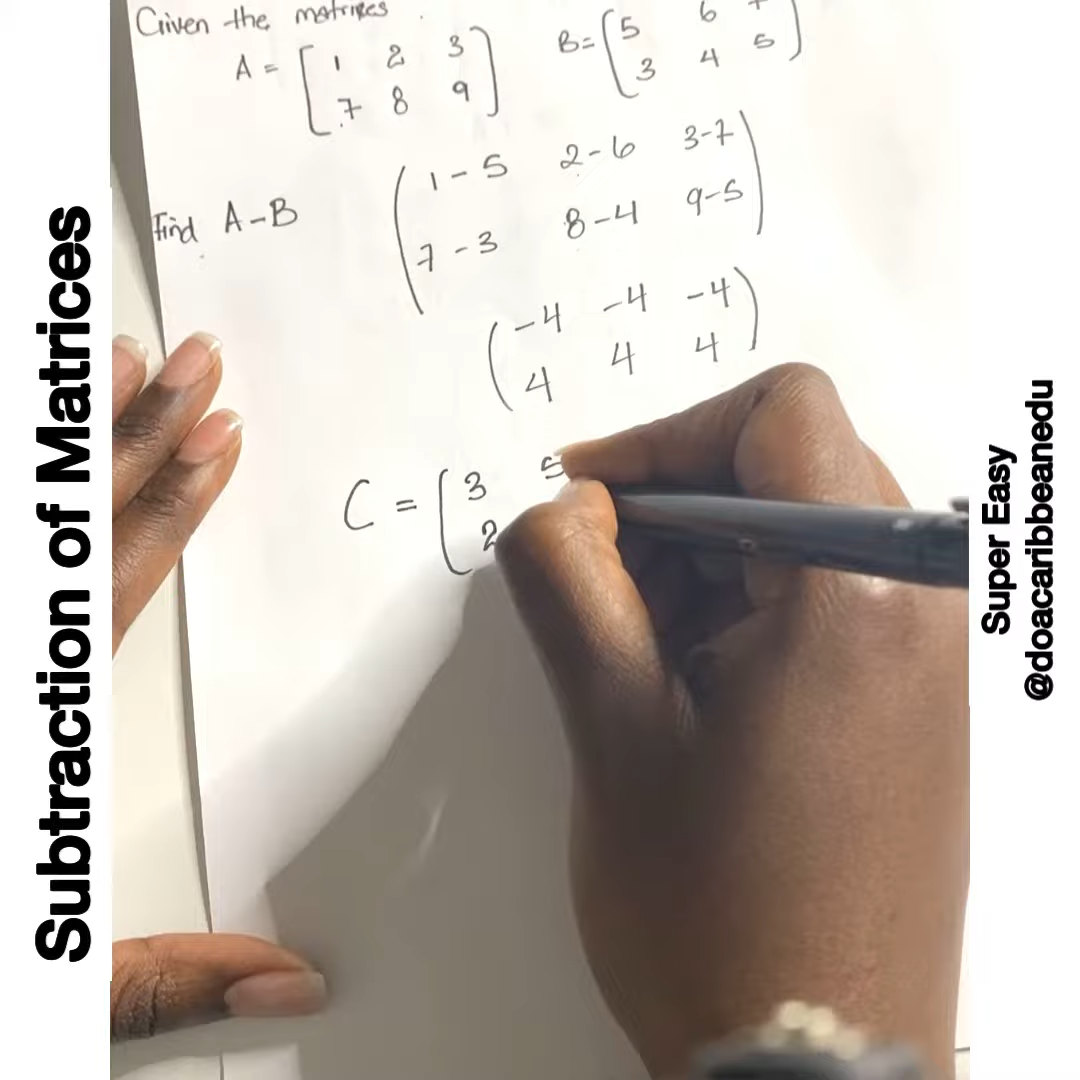 Subtraction of Matrices
Given the matrices
A = [ 1 2 3
7 8 9 ]
B = ( 5 6
3 4 5 )
Find A-B
( 1-5 2-6 3-7
7-3 8-4 9-5 )
( -4 -4 -4
4 4 4 )
C = [ 3 5
2
Super Easy
@doacaribbeanedu